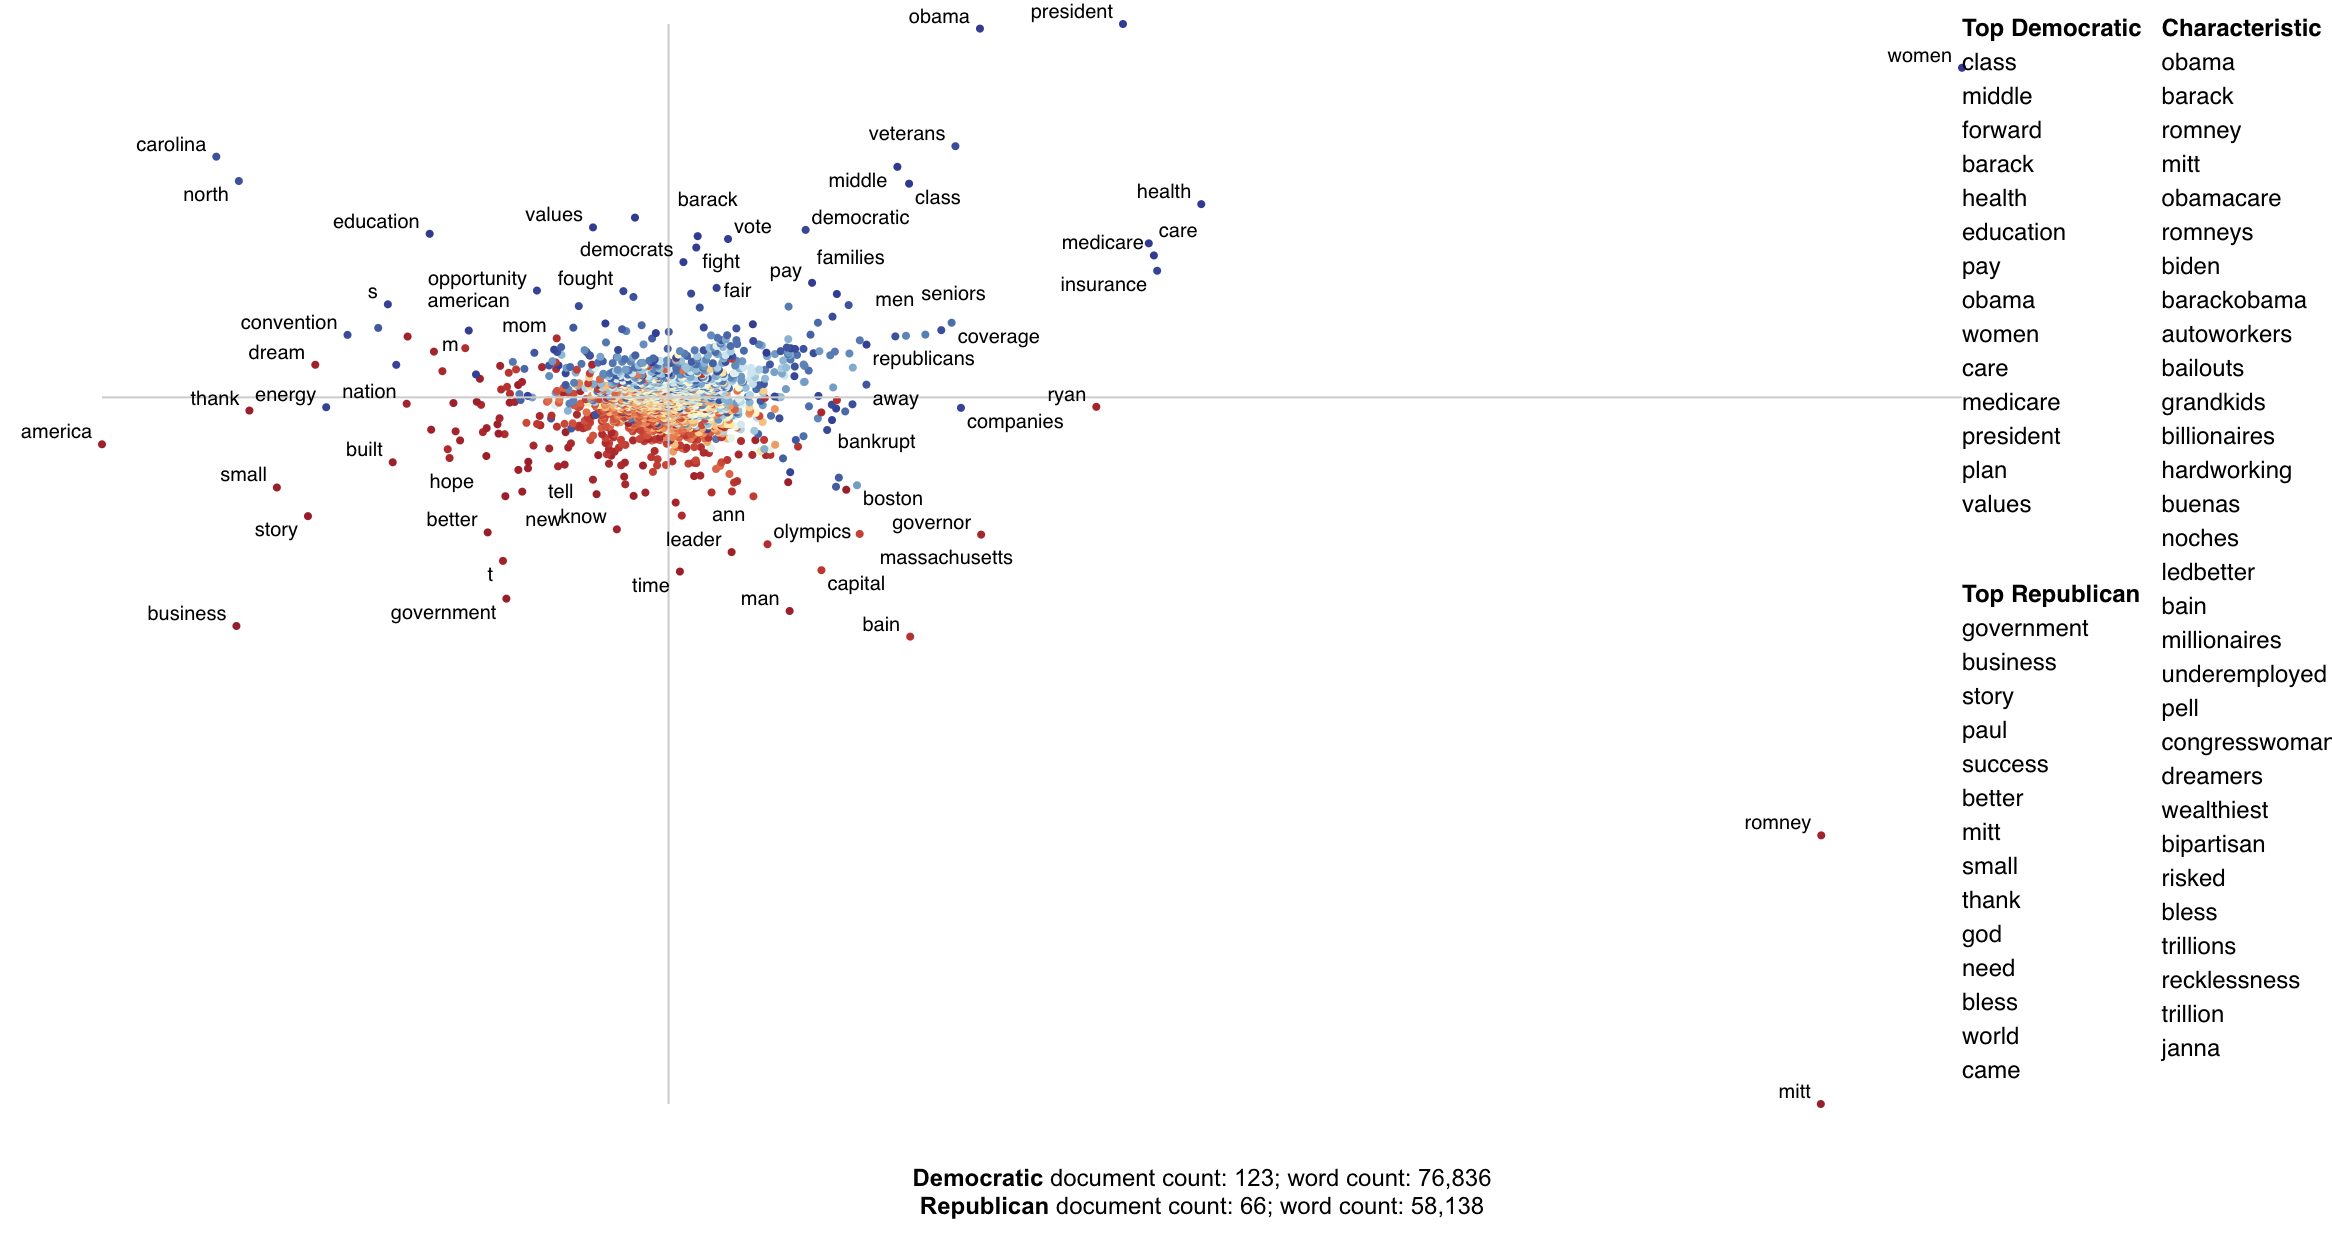 obama
president
women
carolina
north
veterans
middle
class
health
education
values
barack
vote
democratic
democrats
fight
care
medicare
families
pay
insurance
opportunity
fought
american
fair
s
men
seniors
convention
mom
coverage
dream
m
republicans
thank
energy
nation
away
ryan
companies
america
built
bankrupt
small
hope
tell
boston
story
better
new
know
ann
leader
olympics
governor
massachusetts
t
time
capital
business
government
man
bain
romney
mitt
Top Democratic
class
middle
forward
barack
health
education
pay
obama
women
care
medicare
president
plan
values
Top Republican
government
business
story
paul
success
better
mitt
small
thank
god
need
bless
world
came
Characteristic
obama
barack
romney
mitt
obamacare
romneys
biden
barackobama
autoworkers
bailouts
grandkids
billionaires
hardworking
buenas
noches
ledbetter
bain
millionaires
underemployed
pell
congresswoman
dreamers
wealthiest
bipartisan
risked
bless
trillions
recklessness
trillion
janna
Democratic document count: 123; word count: 76,836
Republican document count: 66; word count: 58,138